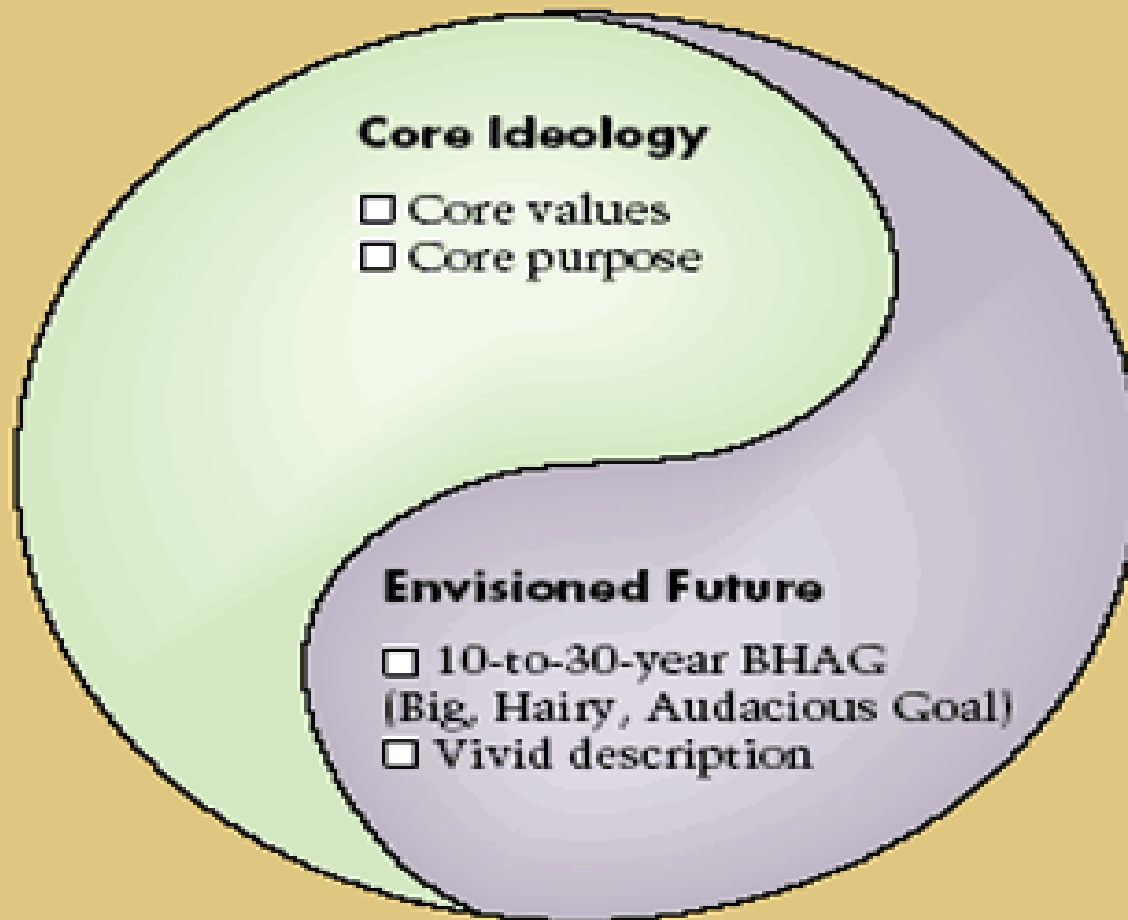 Core Ideology
☐ Core values
☐ Core purpose
Envisioned Future
☐ 10-to-30-year BHAG
(Big, Hairy, Audacious Goal)
☐ Vivid description